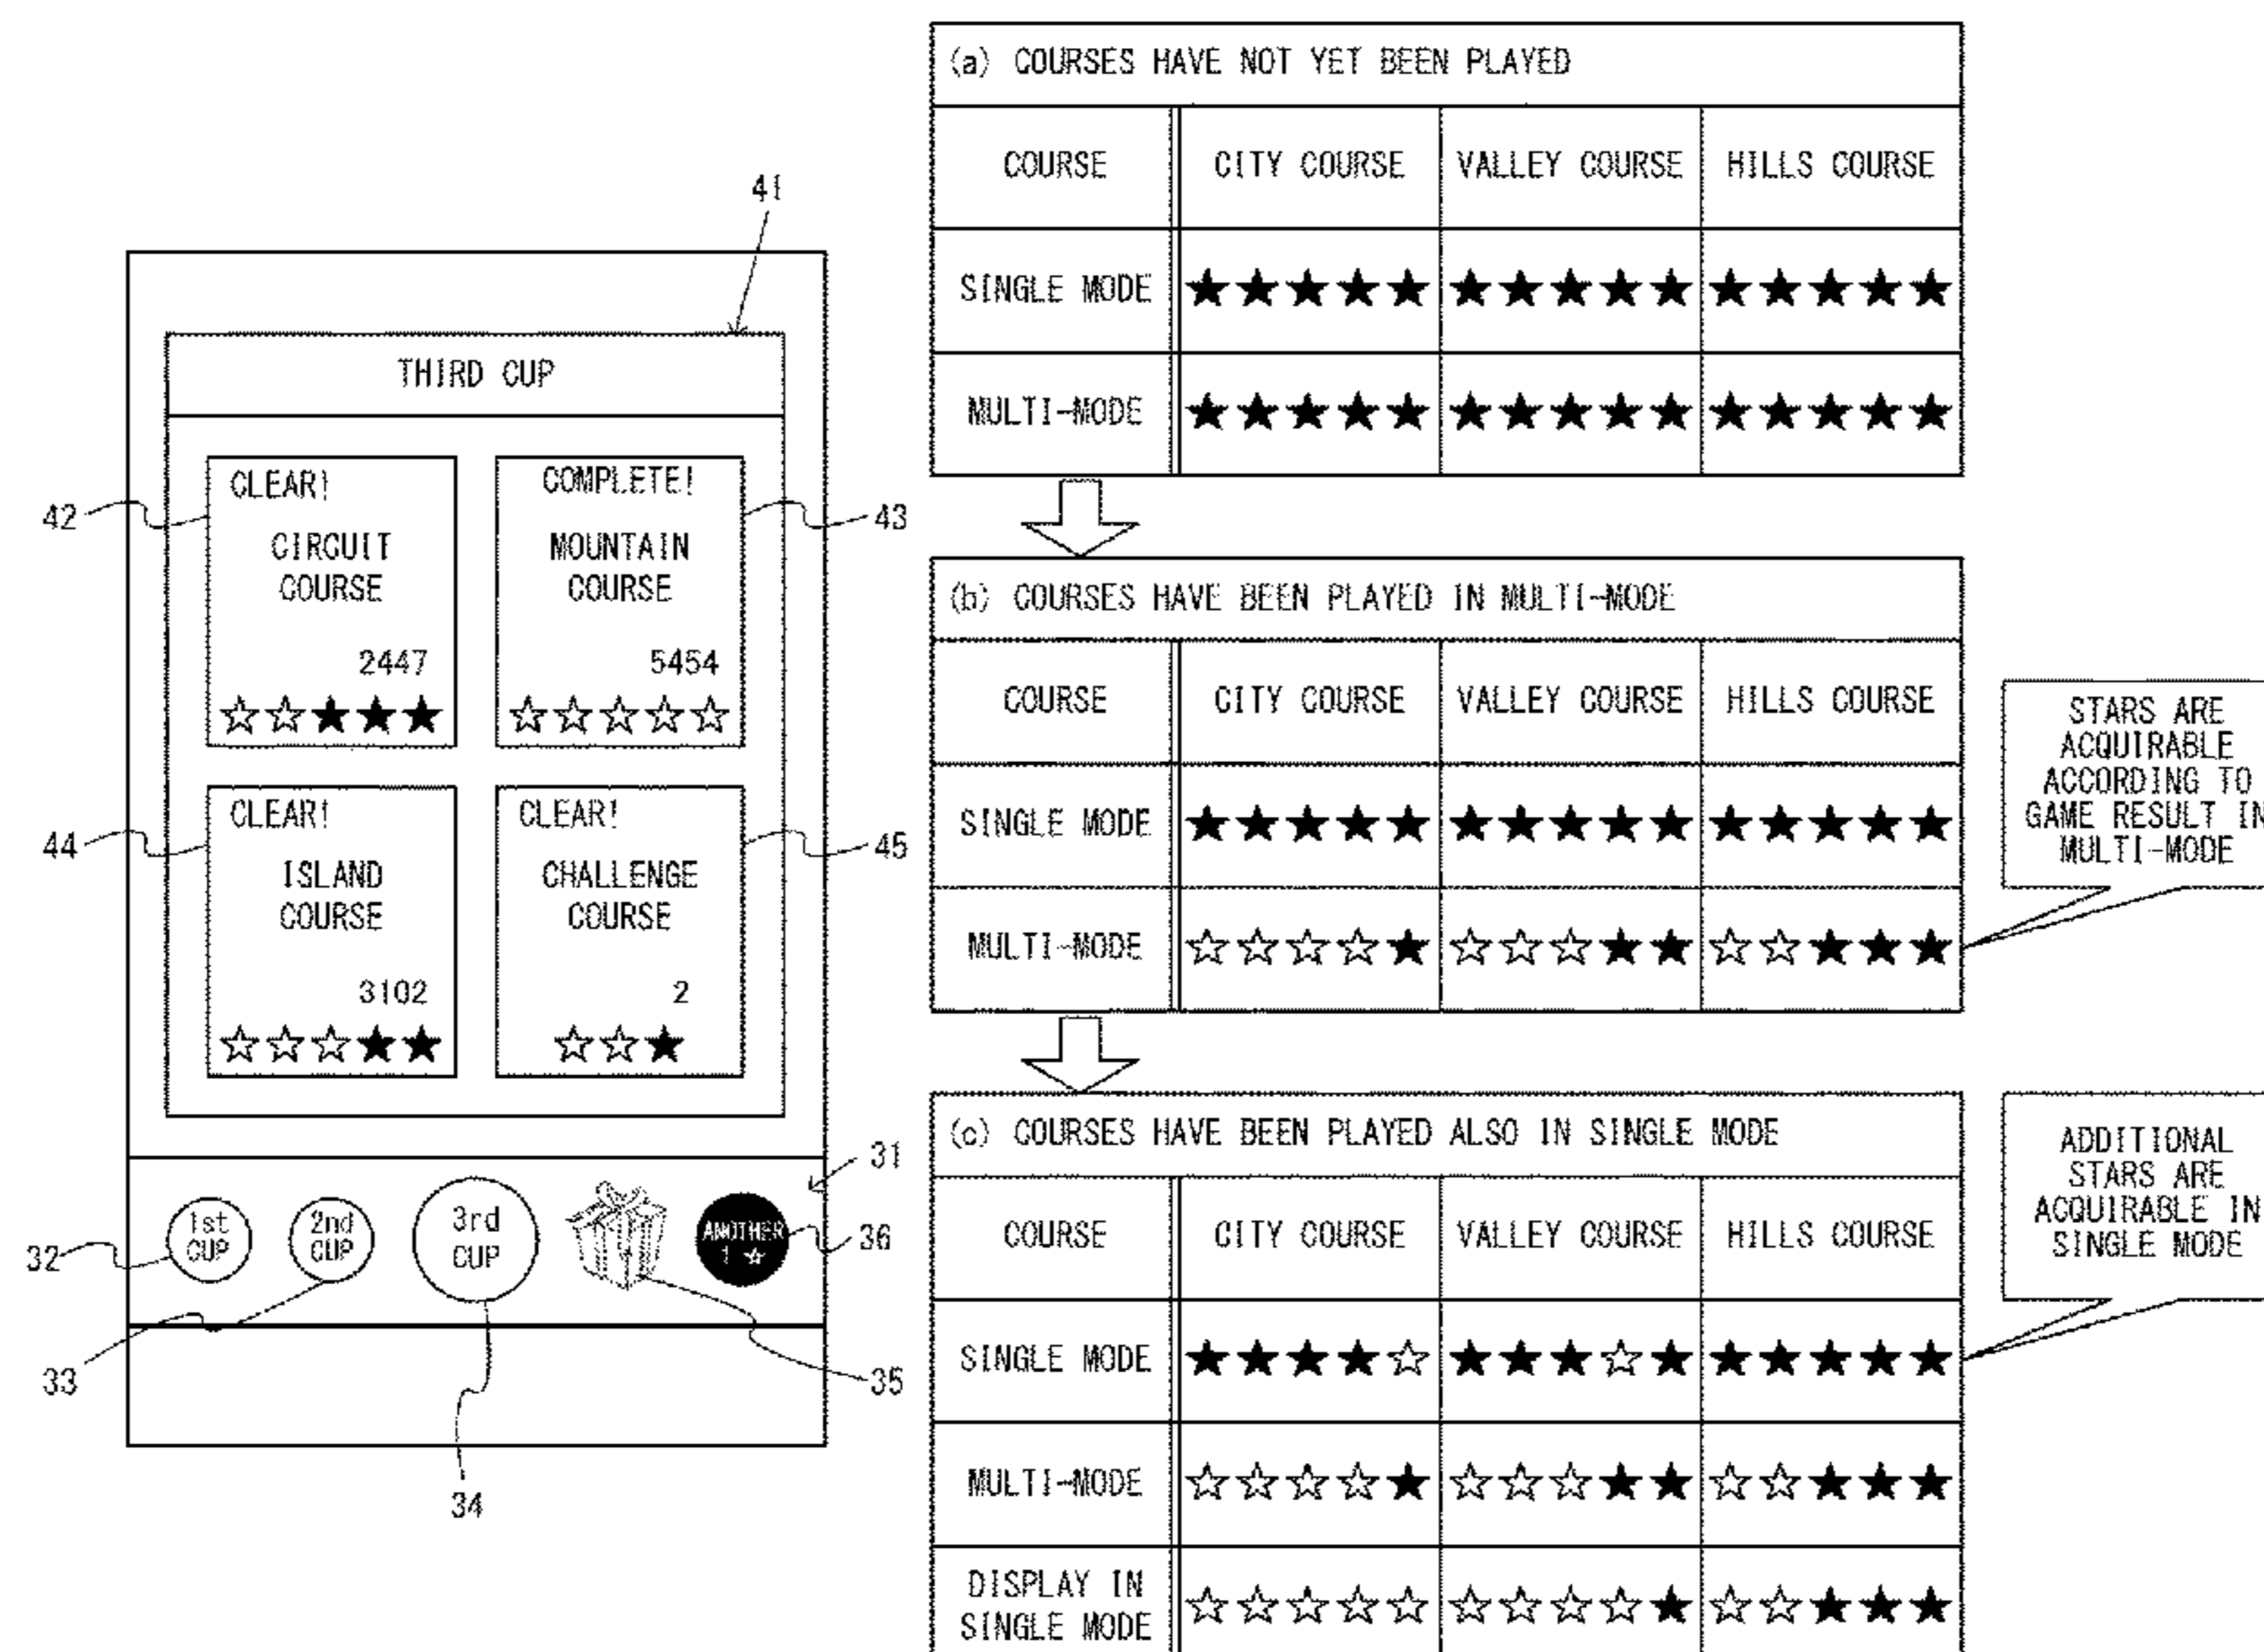 41
THIRD CUP
CLEAR!
CIRCUIT
COURSE
2447
☆☆★★★
42
COMPLETE!
MOUNTAIN
COURSE
5454
☆☆☆☆☆
43
CLEAR!
ISLAND
COURSE
3102
☆☆☆★★
44
CLEAR!
CHALLENGE
COURSE
2
☆☆★
45
31
1st
CUP
2nd
CUP
3rd
CUP
ANOTHER
1 ☆
32
36
33
35
34
(a) COURSES HAVE NOT YET BEEN PLAYED
COURSE CITY COURSE VALLEY COURSE HILLS COURSE
SINGLE MODE ★★★★★ ★★★★★ ★★★★★
MULTI-MODE ★★★★★ ★★★★★ ★★★★★
(b) COURSES HAVE BEEN PLAYED IN MULTI-MODE
COURSE CITY COURSE VALLEY COURSE HILLS COURSE
SINGLE MODE ★★★★★ ★★★★★ ★★★★★
MULTI-MODE ☆☆☆☆★ ☆☆☆★★ ☆☆★★★
STARS ARE
ACQUIRABLE
ACCORDING TO
GAME RESULT IN
MULTI-MODE
(c) COURSES HAVE BEEN PLAYED ALSO IN SINGLE MODE
COURSE CITY COURSE VALLEY COURSE HILLS COURSE
SINGLE MODE ★★★★☆ ★★★☆★ ★★★★★
MULTI-MODE ☆☆☆☆★ ☆☆☆★★ ☆☆★★★
DISPLAY IN
SINGLE MODE ☆☆☆☆☆ ☆☆☆☆★ ☆☆★★★
ADDITIONAL
STARS ARE
ACQUIRABLE IN
SINGLE MODE